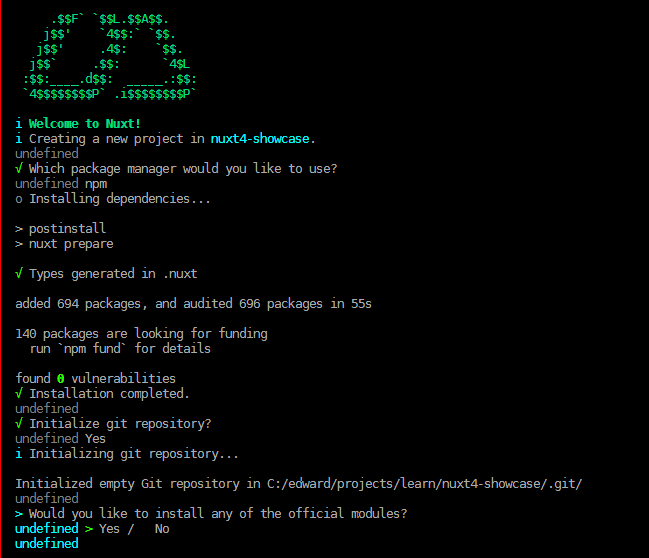 .$$F` `$$L.$$A$$.
j$$'    `4$$:` `$$.
j$$'     .4$:    `$$.
j$$`     .$$:      `4$L
:$$:____.d$$:  _____.:$$:
`4$$$$$$$$P` .i$$$$$$$$P`
i Welcome to Nuxt!
i Creating a new project in nuxt4-showcase.
undefined
√ Which package manager would you like to use?
undefined npm
o Installing dependencies...
> postinstall
> nuxt prepare
√ Types generated in .nuxt
added 694 packages, and audited 696 packages in 55s
140 packages are looking for funding
run `npm fund` for details
found 0 vulnerabilities
√ Installation completed.
undefined
√ Initialize git repository?
undefined Yes
i Initializing git repository...
Initialized empty Git repository in C:/edward/projects/learn/nuxt4-showcase/.git/
undefined
> Would you like to install any of the official modules?
undefined > Yes /   No
undefined